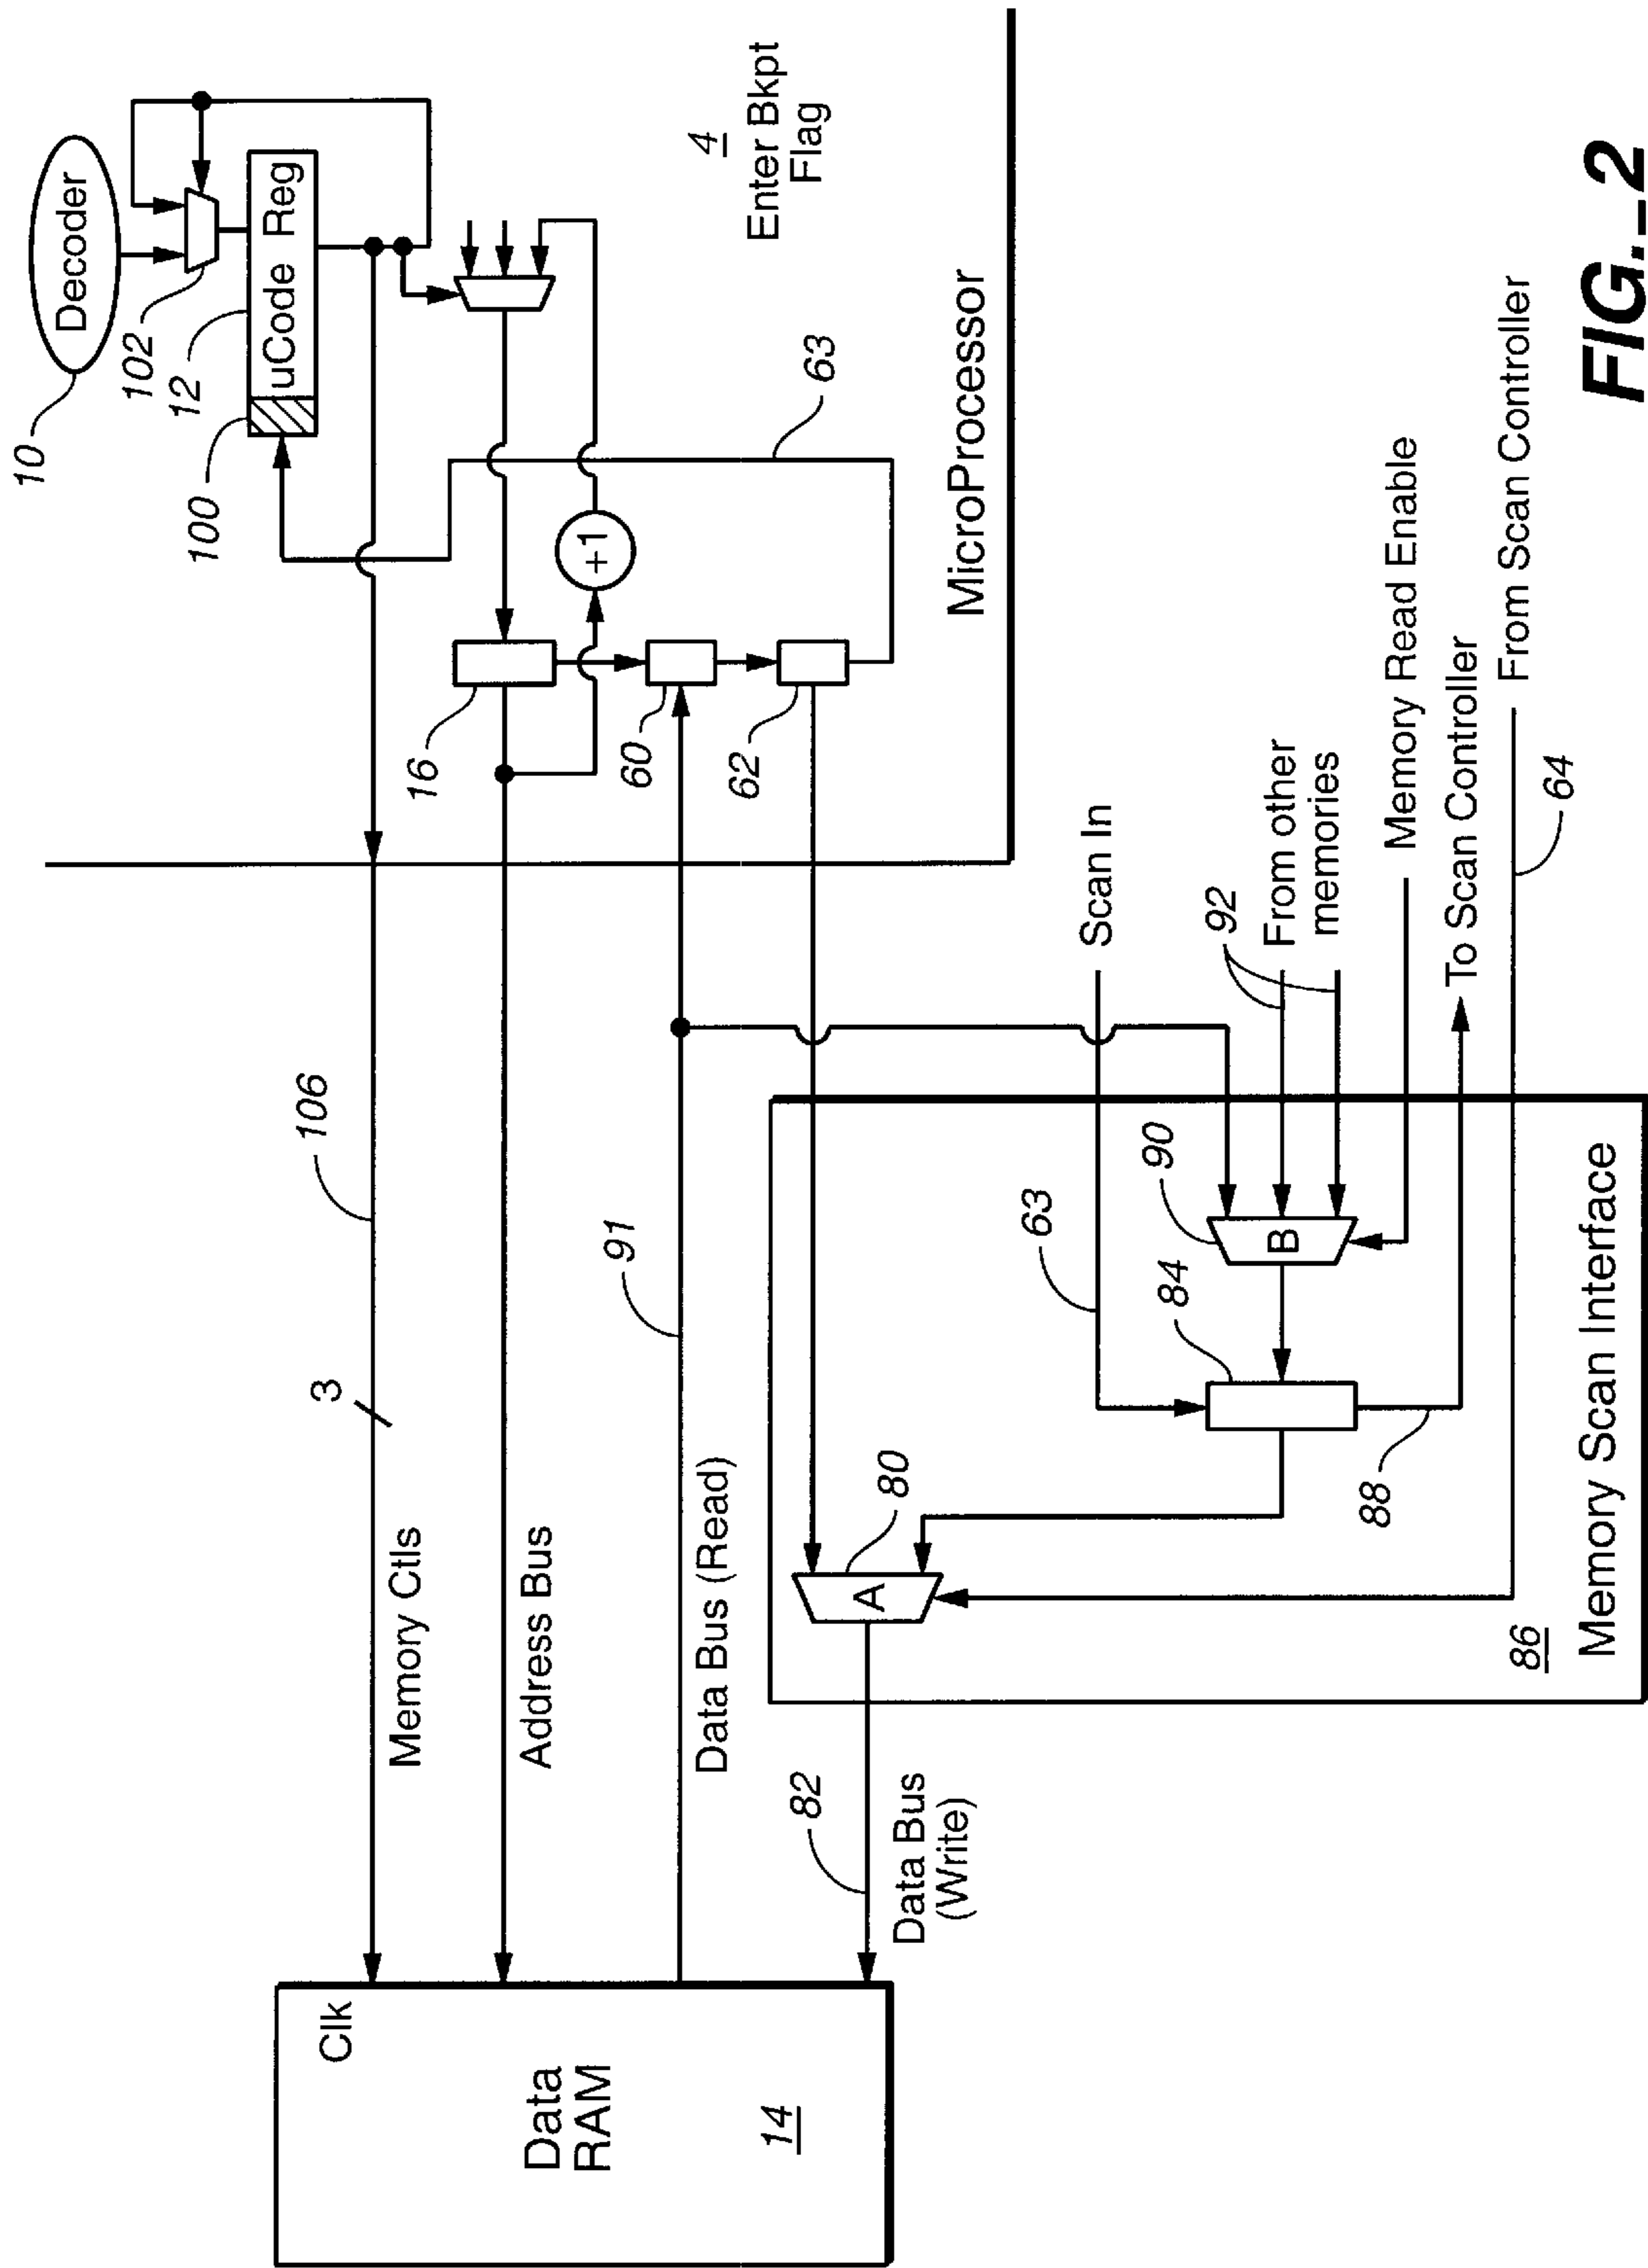 10
Decoder
102
12
100
uCode Reg
4
Enter Bkpt
Flag
63
+1
16
60
62
MicroProcessor
106
3
Memory Ctls
Address Bus
91
Data Bus (Read)
82
Data Bus
(Write)
Clk
Data
RAM
14
Scan In
92
From other
memories
Memory Read Enable
To Scan Controller
From Scan Controller
64
63
90
B
84
88
80
A
86
Memory Scan Interface
FIG._2